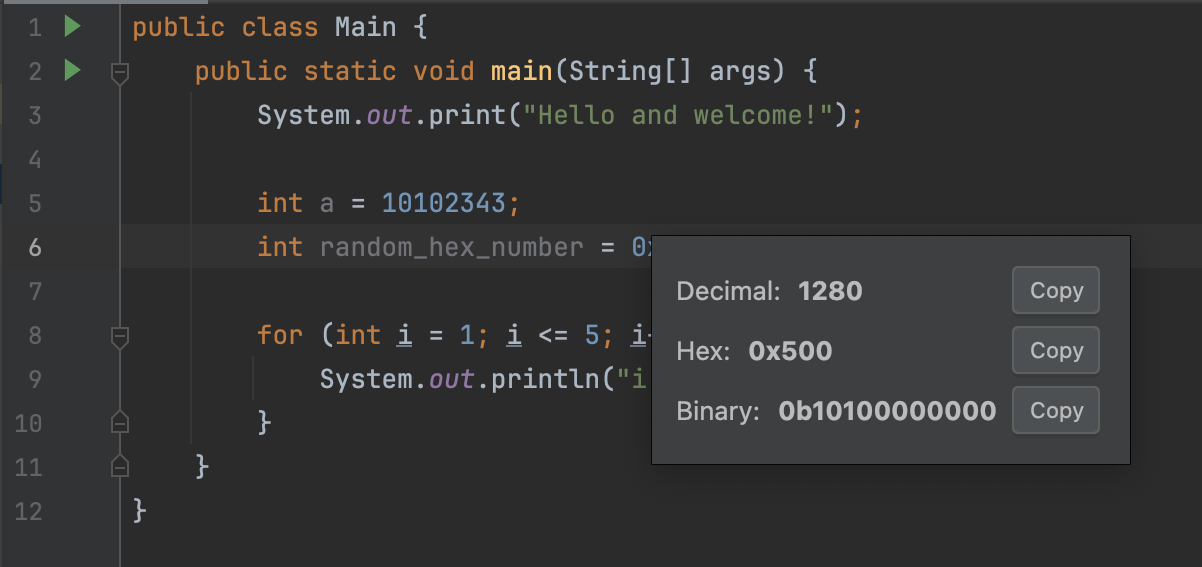 1 public class Main {
2 public static void main(String[] args) {
3 System.out.print("Hello and welcome!");
4
5 int a = 10102343;
6 int random_hex_number = 0x
7
8 for (int i = 1; i <= 5; i
9 System.out.println("i
10 }
11 }
12 }
Decimal: 1280 Copy
Hex: 0x500 Copy
Binary: 0b10100000000 Copy